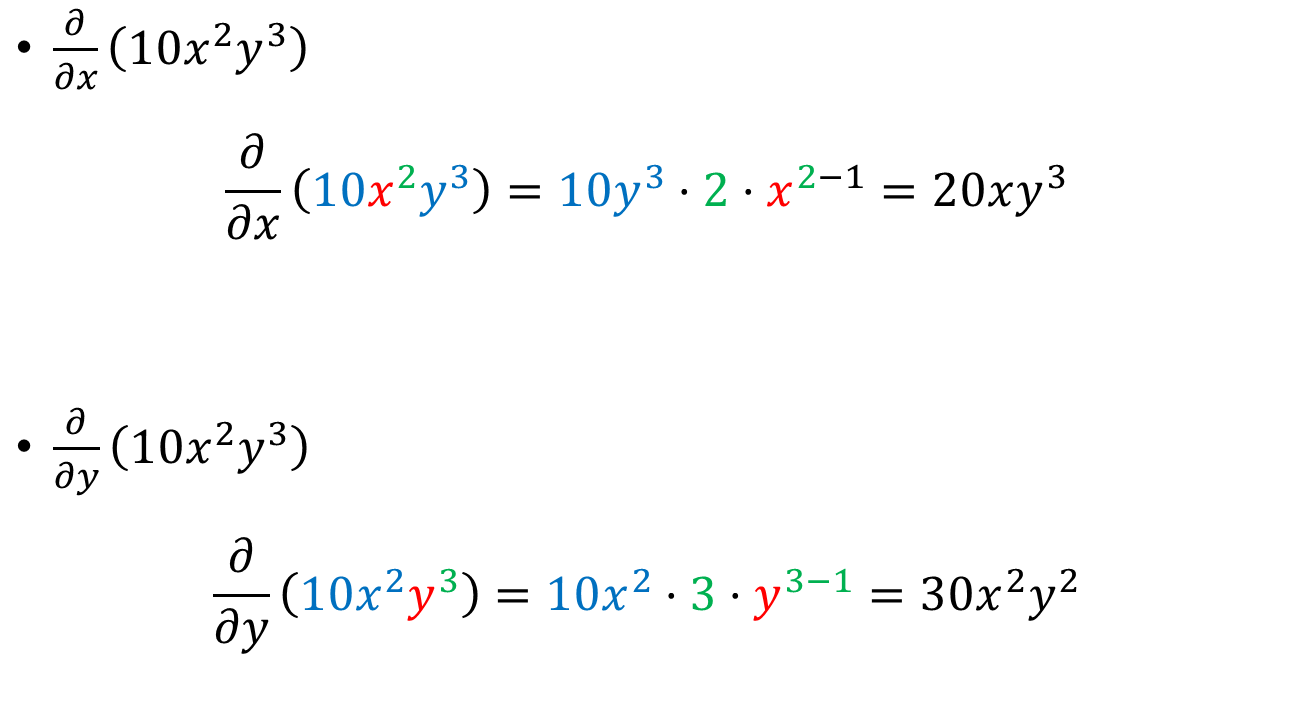 • ∂/∂x (10x²y³)
∂/∂x (10x²y³) = 10y³ · 2 · x²⁻¹ = 20xy³
• ∂/∂y (10x²y³)
∂/∂y (10x²y³) = 10x² · 3 · y³⁻¹ = 30x²y²